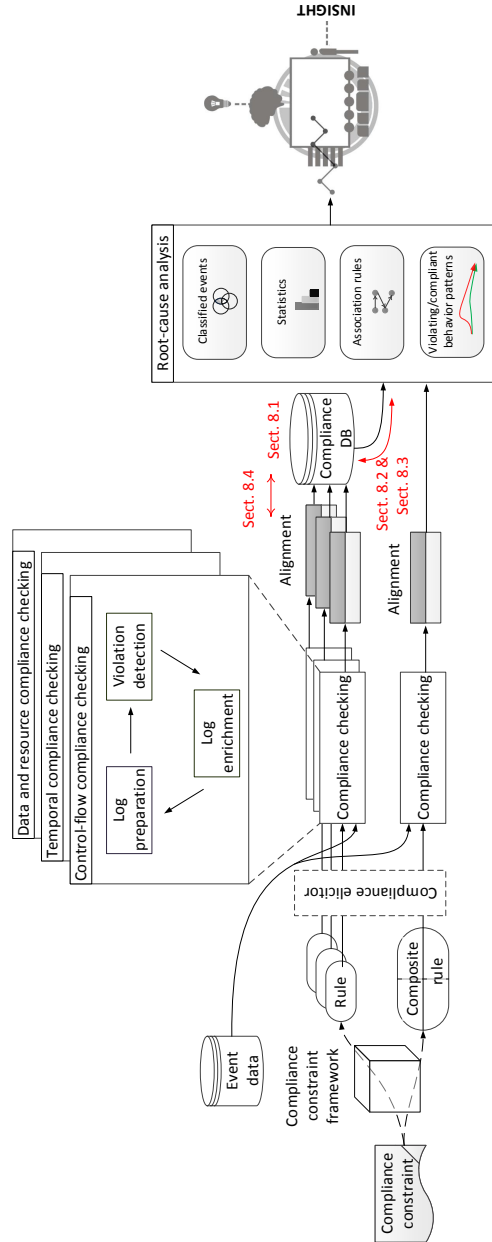 Compliance
constraint
Compliance
constraint
framework
Event
data
Rule
Composite
rule
Compliance elicitor
Data and resource compliance checking
Temporal compliance checking
Control-flow compliance checking
Log
preparation
Violation
detection
Log
enrichment
Compliance checking
Compliance checking
Alignment
Alignment
Sect. 8.4
Sect. 8.1
Compliance
DB
Sect. 8.2 &
Sect. 8.3
Root-cause analysis
Classified events
Statistics
Association rules
Violating/compliant
behavior patterns
INSIGHT